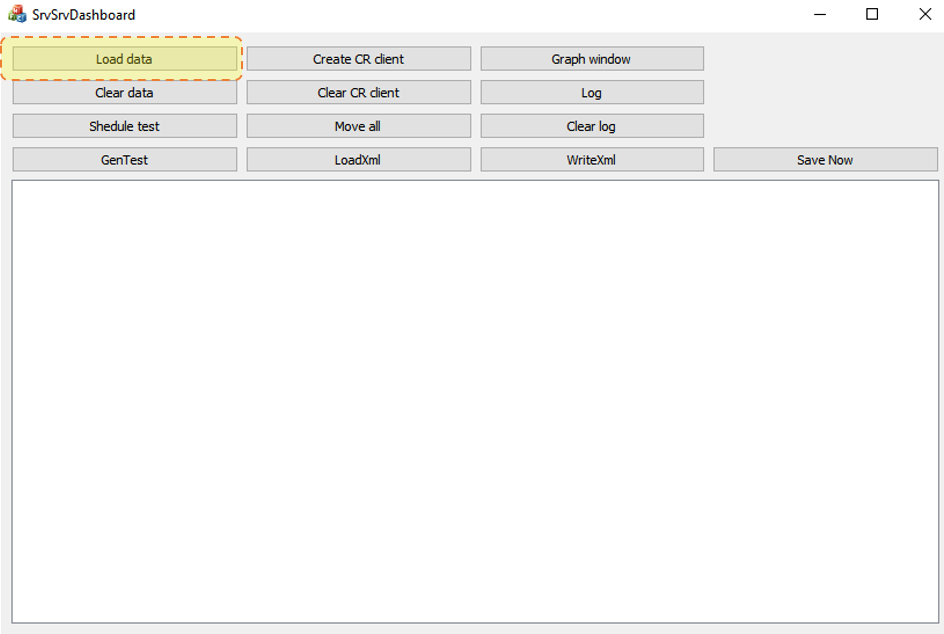 SrvSrvDashboard
Load data Create CR client Graph window
Clear data Clear CR client Log
Shedule test Move all Clear log
GenTest LoadXml WriteXml Save Now